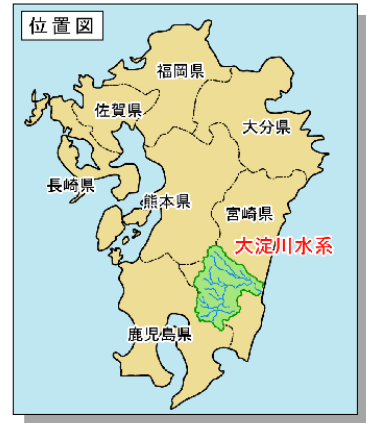 位置図
福岡県
佐賀県
大分県
長崎県
熊本県
宮崎県
大淀川水系
鹿児島県